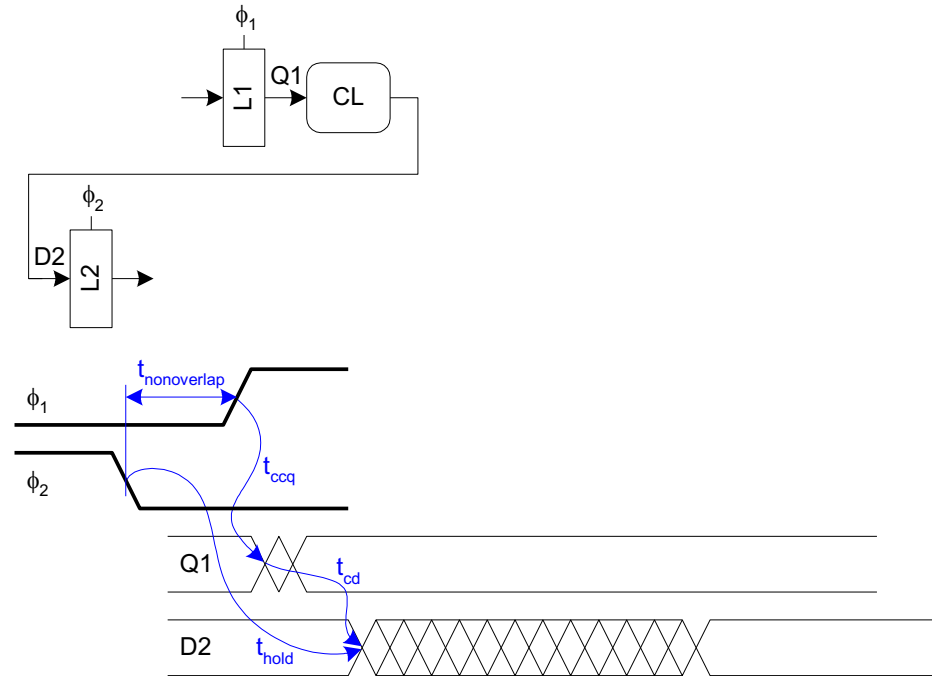 ϕ1
L1
Q1
CL
ϕ2
D2
L2
tnonoverlap
ϕ1
ϕ2
tccq
Q1
tcd
D2
thold